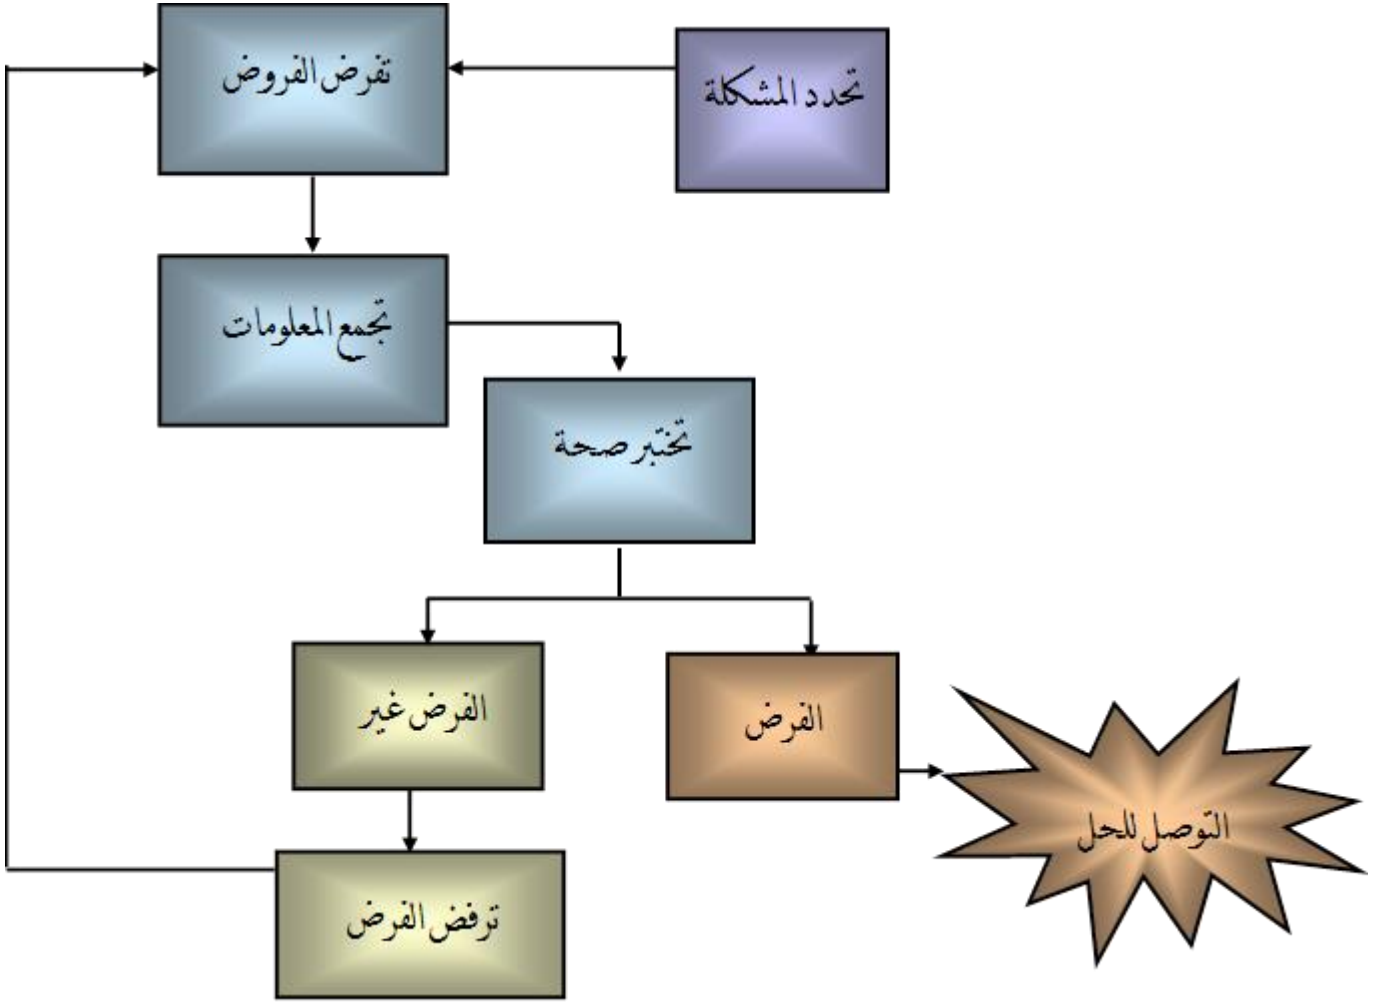 تحدد المشكلة
تفرض الفروض
تجمع المعلومات
تختبر صحة
الفرض
الفرض غير
التوصل للحل
ترفض الفرض